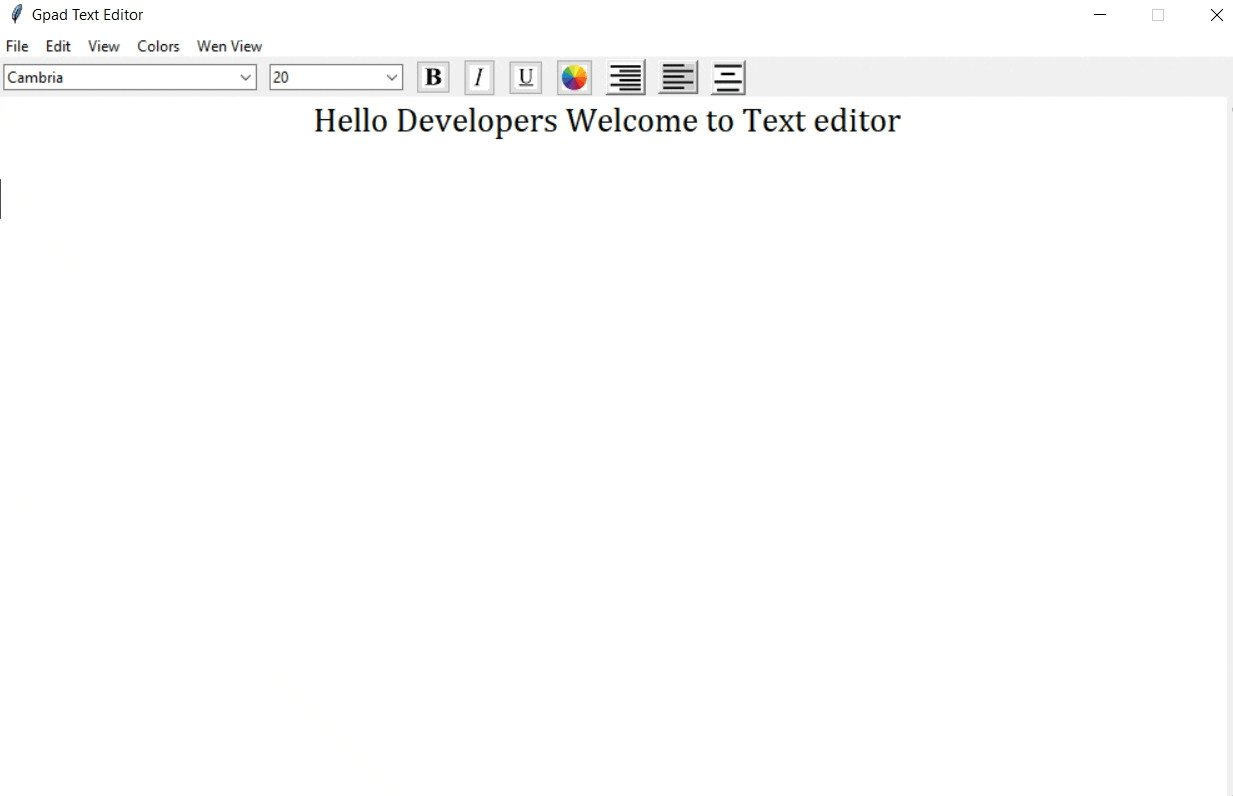 Gpad Text Editor
File Edit View Colors Wen View
Cambria 20 B I U
Hello Developers Welcome to Text editor